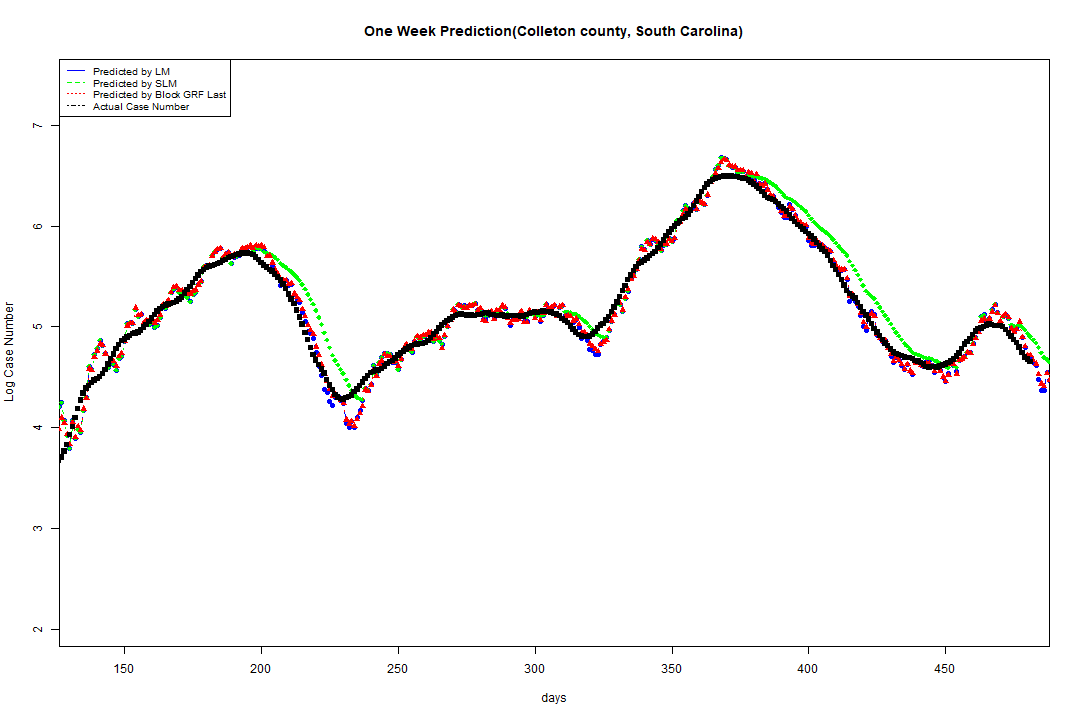 One Week Prediction(Colleton county, South Carolina)
Predicted by LM
Predicted by SLM
Predicted by Block GRF Last
Actual Case Number
7
6
5
4
3
2
Log Case Number
150 200 250 300 350 400 450
days